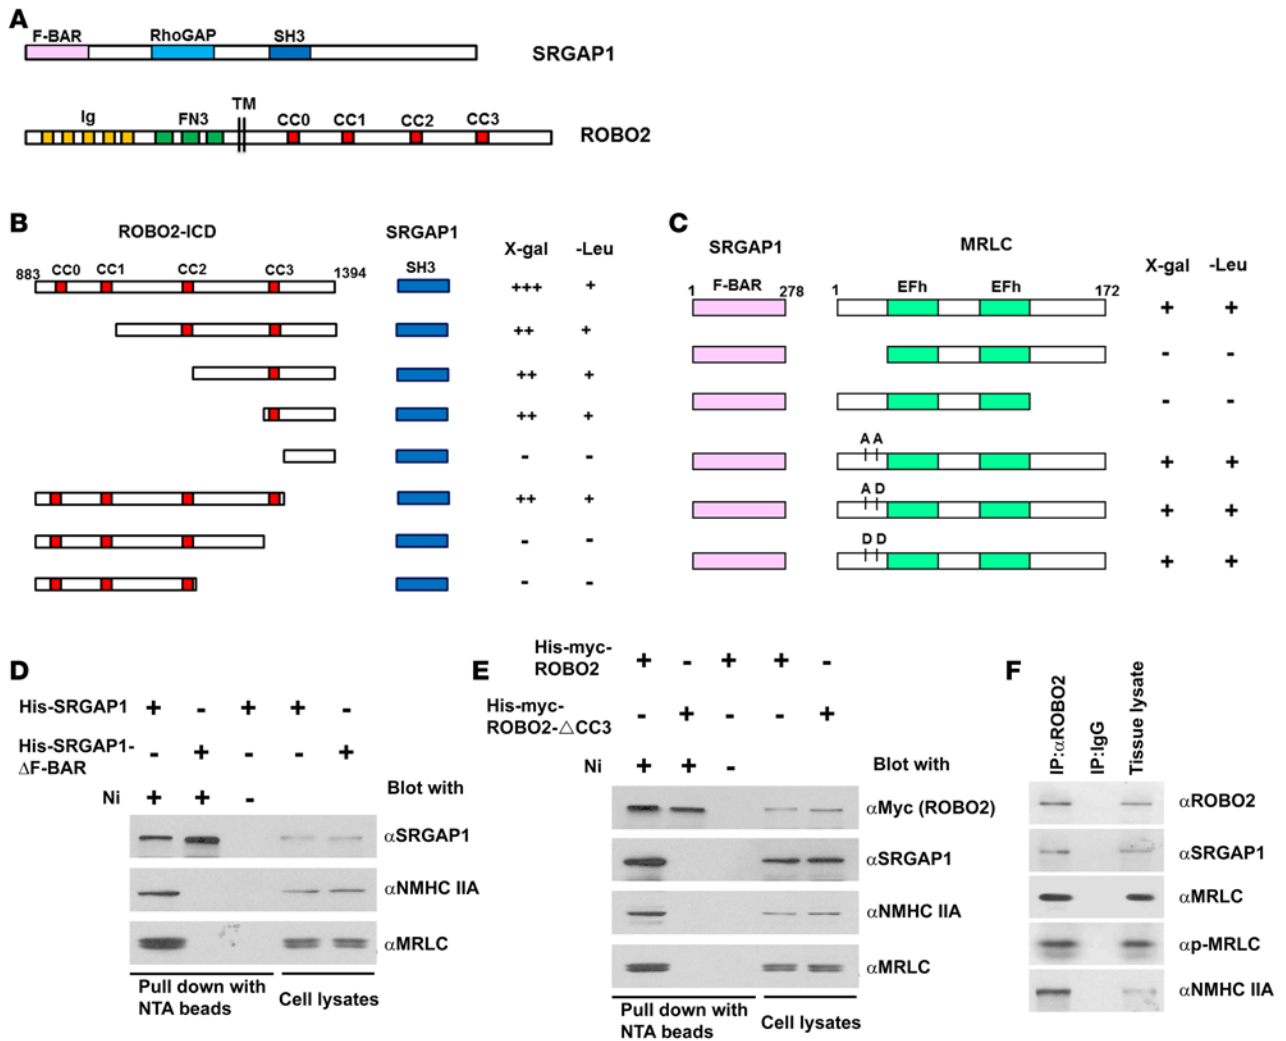 A
F-BAR RhoGAP SH3
SRGAP1
Ig FN3 TM CC0 CC1 CC2 CC3
ROBO2
B
ROBO2-ICD SRGAP1
X-gal -Leu
883 CC0 CC1 CC2 CC3 1394 SH3
+++ +
++ +
++ +
++ +
- -
++ +
- -
- -
C
SRGAP1 MRLC
X-gal -Leu
1 F-BAR 278 1 EFh EFh 172
+ +
- -
- -
A A
+ +
A D
+ +
D D
+ +
D
His-SRGAP1 + - + + -
His-SRGAP1-
ΔF-BAR - + - +
Ni + + -
Blot with
αSRGAP1
αNMHC IIA
αMRLC
Pull down with
NTA beads
Cell lysates
E
His-myc-
ROBO2 + - + + -
His-myc-
ROBO2-△CC3 - + - - +
Ni + + -
Blot with
αMyc (ROBO2)
αSRGAP1
αNMHC IIA
αMRLC
Pull down with
NTA beads
Cell lysates
F
IP:αROBO2
IP:IgG
Tissue lysate
αROBO2
αSRGAP1
αMRLC
αp-MRLC
αNMHC IIA